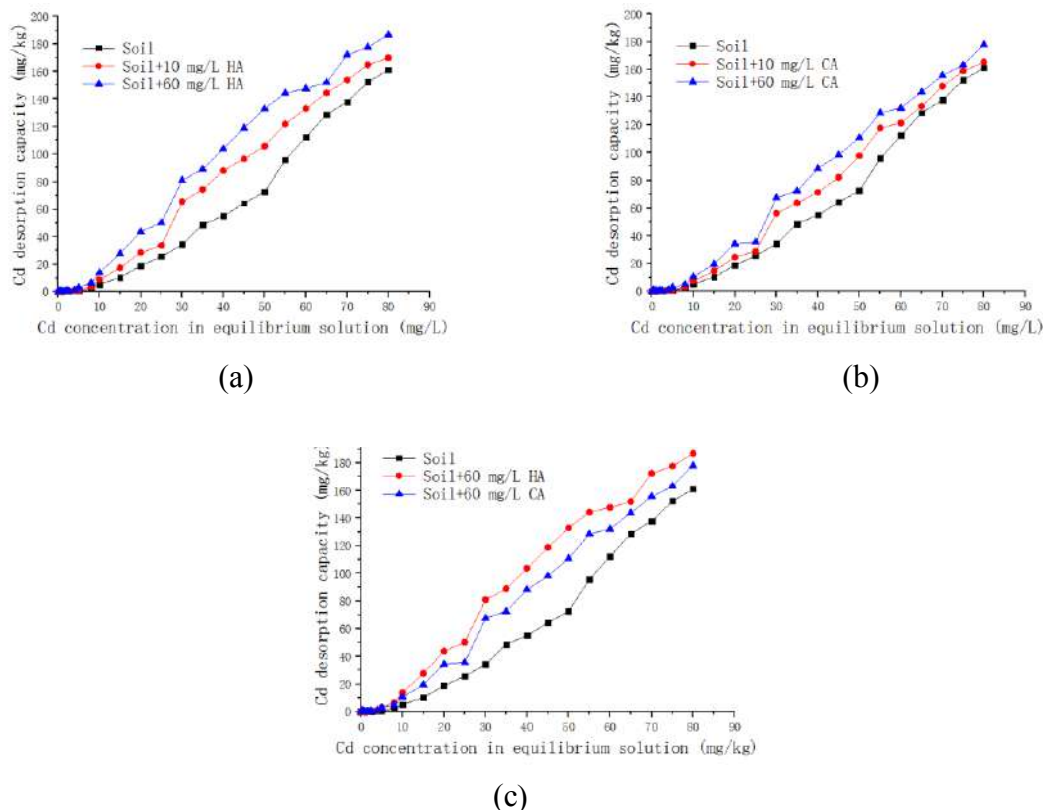 200
180
160
140
120
100
80
60
40
20
0
Cd desorption capacity (mg/kg)
Soil
Soil+10 mg/L HA
Soil+60 mg/L HA
0 10 20 30 40 50 60 70 80 90
Cd concentration in equilibrium solution (mg/L)
(a)
200
180
160
140
120
100
80
60
40
20
0
Cd desorption capacity (mg/kg)
Soil
Soil+10 mg/L CA
Soil+60 mg/L CA
0 10 20 30 40 50 60 70 80 90
Cd concentration in equilibrium solution (mg/L)
(b)
180
160
140
120
100
80
60
40
20
0
Cd desorption capacity (mg/kg)
Soil
Soil+60 mg/L HA
Soil+60 mg/L CA
0 10 20 30 40 50 60 70 80 90
Cd concentration in equilibrium solution (mg/kg)
(c)